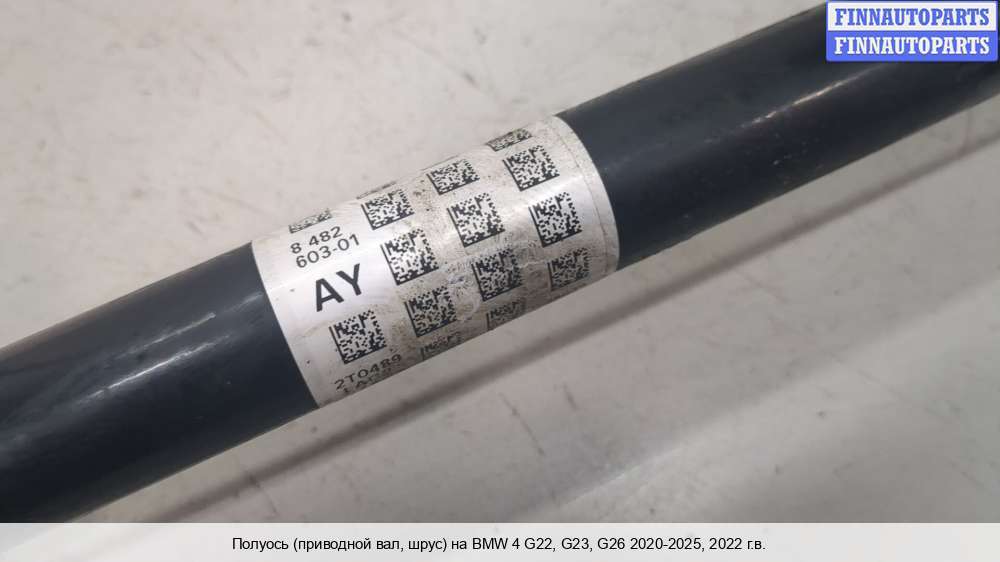 FINNAUTOPARTS
FINNAUTOPARTS
8 482
603-01
AY
2T0489
Полуось (приводной вал, шрус) на BMW 4 G22, G23, G26 2020-2025, 2022 г.в.